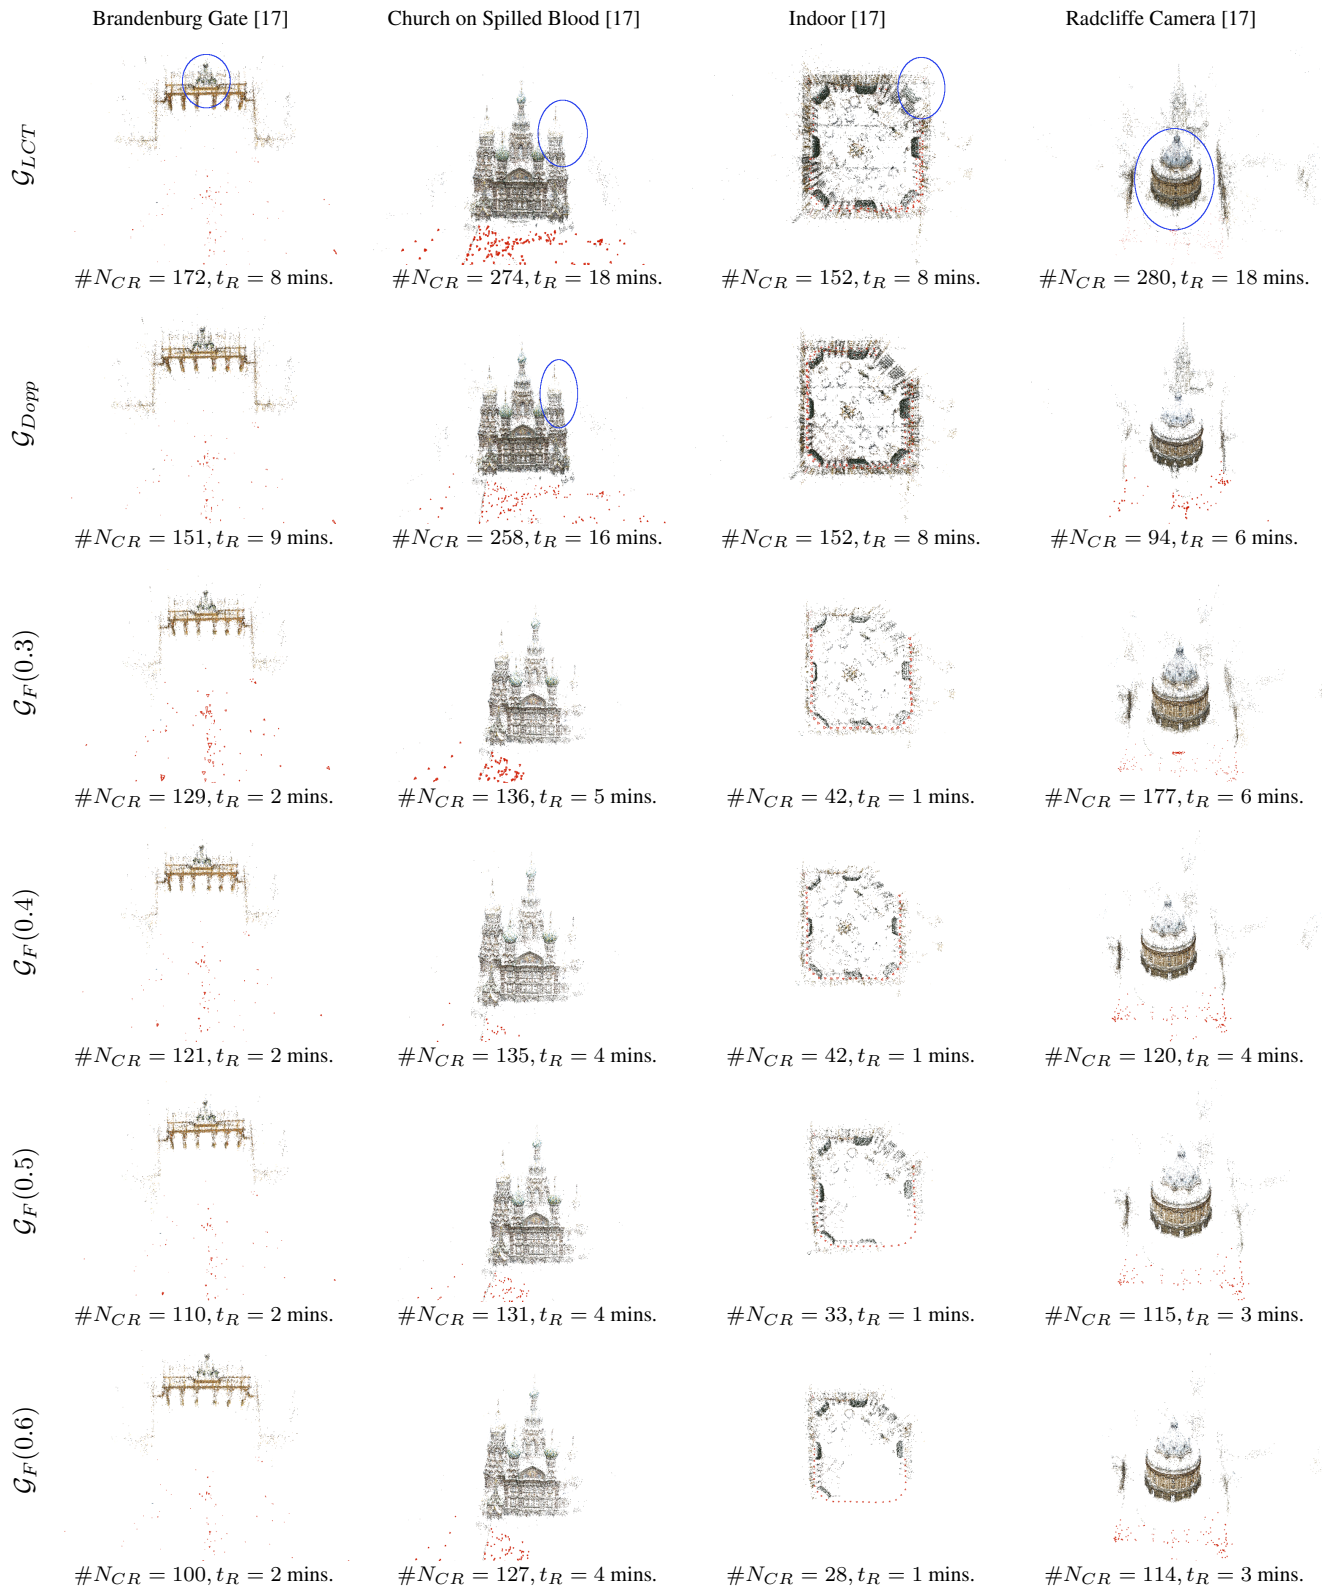 Brandenburg Gate [17] Church on Spilled Blood [17] Indoor [17] Radcliffe Camera [17]
𝒢_LCT
#N_CR = 172, t_R = 8 mins. #N_CR = 274, t_R = 18 mins. #N_CR = 152, t_R = 8 mins. #N_CR = 280, t_R = 18 mins.
𝒢_Dopp
#N_CR = 151, t_R = 9 mins. #N_CR = 258, t_R = 16 mins. #N_CR = 152, t_R = 8 mins. #N_CR = 94, t_R = 6 mins.
𝒢_F(0.3)
#N_CR = 129, t_R = 2 mins. #N_CR = 136, t_R = 5 mins. #N_CR = 42, t_R = 1 mins. #N_CR = 177, t_R = 6 mins.
𝒢_F(0.4)
#N_CR = 121, t_R = 2 mins. #N_CR = 135, t_R = 4 mins. #N_CR = 42, t_R = 1 mins. #N_CR = 120, t_R = 4 mins.
𝒢_F(0.5)
#N_CR = 110, t_R = 2 mins. #N_CR = 131, t_R = 4 mins. #N_CR = 33, t_R = 1 mins. #N_CR = 115, t_R = 3 mins.
𝒢_F(0.6)
#N_CR = 100, t_R = 2 mins. #N_CR = 127, t_R = 4 mins. #N_CR = 28, t_R = 1 mins. #N_CR = 114, t_R = 3 mins.